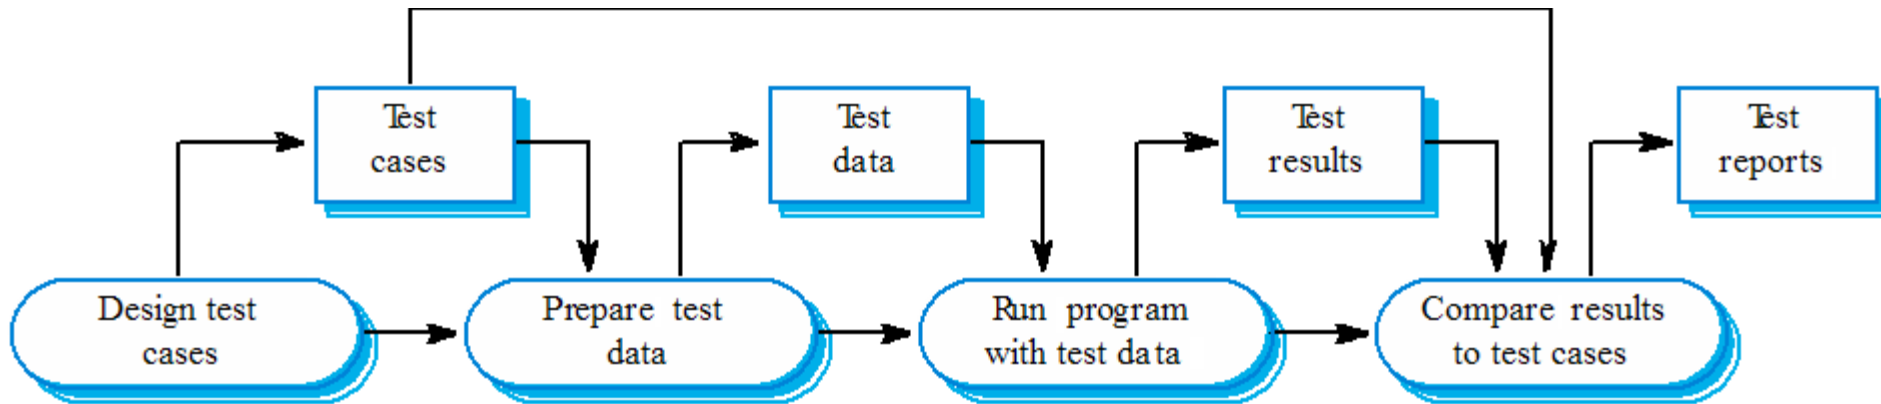 Test
cases
Test
data
Test
results
Test
reports
Design test
cases
Prepare test
data
Run program
with test data
Compare results
to test cases